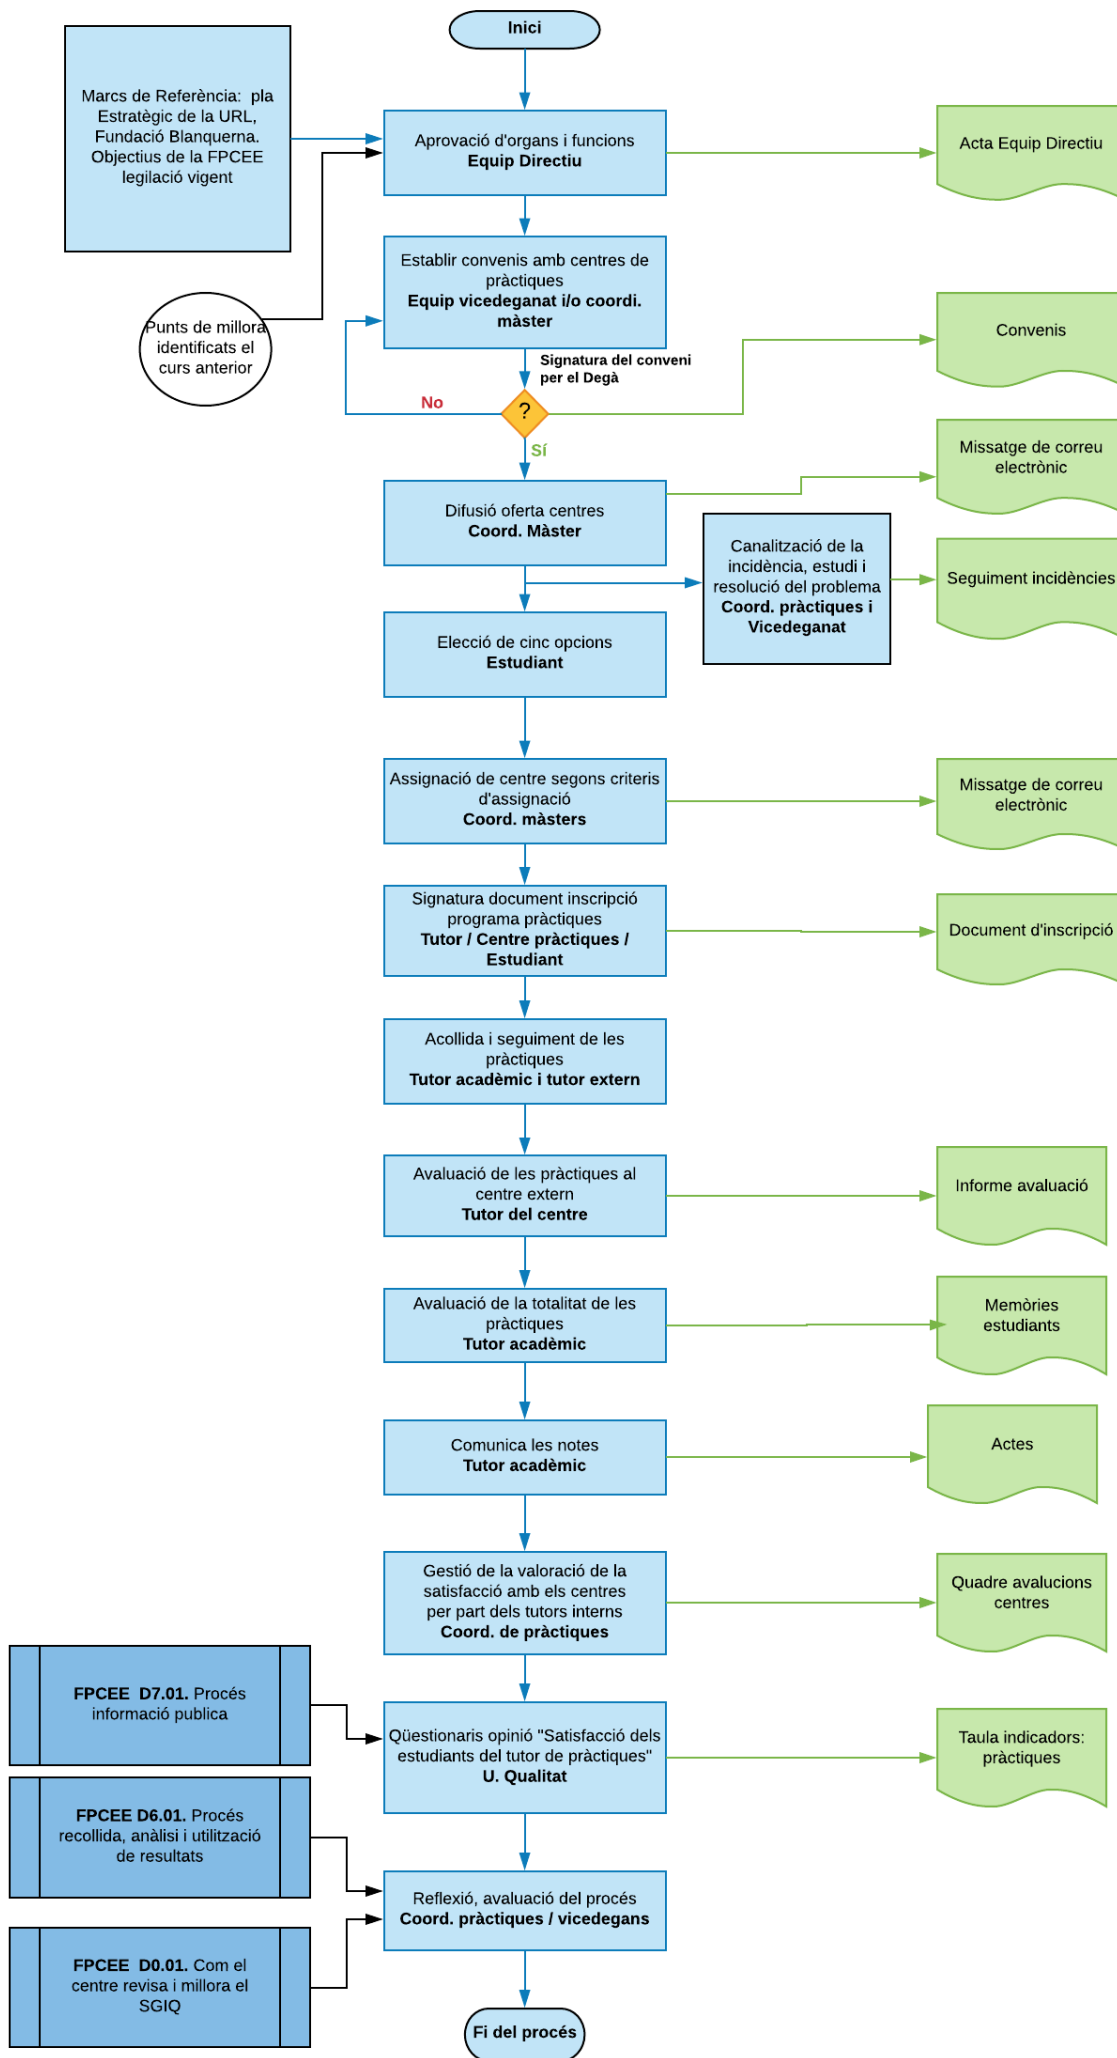 Inici
Marcs de Referència:  pla
Estratègic de la URL,
Fundació Blanquerna.
Objectius de la FPCEE
legilació vigent
Aprovació d'organs i funcions
Equip Directiu
Acta Equip Directiu
Establir convenis amb centres de
pràctiques
Equip vicedeganat i/o coordi.
màster
Punts de millora
identificats el
curs anterior
Convenis
Signatura del conveni
per el Degà
No
?
Sí
Missatge de correu
electrònic
Difusió oferta centres
Coord. Màster
Canalització de la
incidència, estudi i
resolució del problema
Coord. pràctiques i
Vicedeganat
Seguiment incidències
Elecció de cinc opcions
Estudiant
Assignació de centre segons criteris
d'assignació
Coord. màsters
Missatge de correu
electrònic
Signatura document inscripció
programa pràctiques
Tutor / Centre pràctiques /
Estudiant
Document d'inscripció
Acollida i seguiment de les
pràctiques
Tutor acadèmic i tutor extern
Avaluació de les pràctiques al
centre extern
Tutor del centre
Informe avaluació
Avaluació de la totalitat de les
pràctiques
Tutor acadèmic
Memòries
estudiants
Comunica les notes
Tutor acadèmic
Actes
Gestió de la valoració de la
satisfacció amb els centres
per part dels tutors interns
Coord. de pràctiques
Quadre avalucions
centres
FPCEE  D7.01. Procés
informació publica
Qüestionaris opinió "Satisfacció dels
estudiants del tutor de pràctiques"
U. Qualitat
Taula indicadors:
pràctiques
FPCEE D6.01. Procés
recollida, anàlisi i utilització
de resultats
Reflexió, avaluació del procés
Coord. pràctiques / vicedegans
FPCEE  D0.01. Com el
centre revisa i millora el
SGIQ
Fi del procés